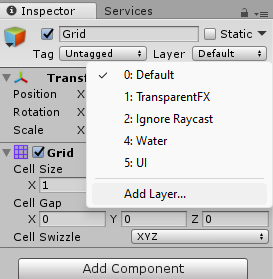 Inspector Services
Grid Static
Tag Untagged Layer Default
0: Default
Transf
1: TransparentFX
Position X
2: Ignore Raycast
Rotation X
4: Water
Scale X
5: UI
Grid
Cell Size
X 1
Add Layer...
Cell Gap
X 0 Y 0 Z 0
Cell Swizzle XYZ
Add Component